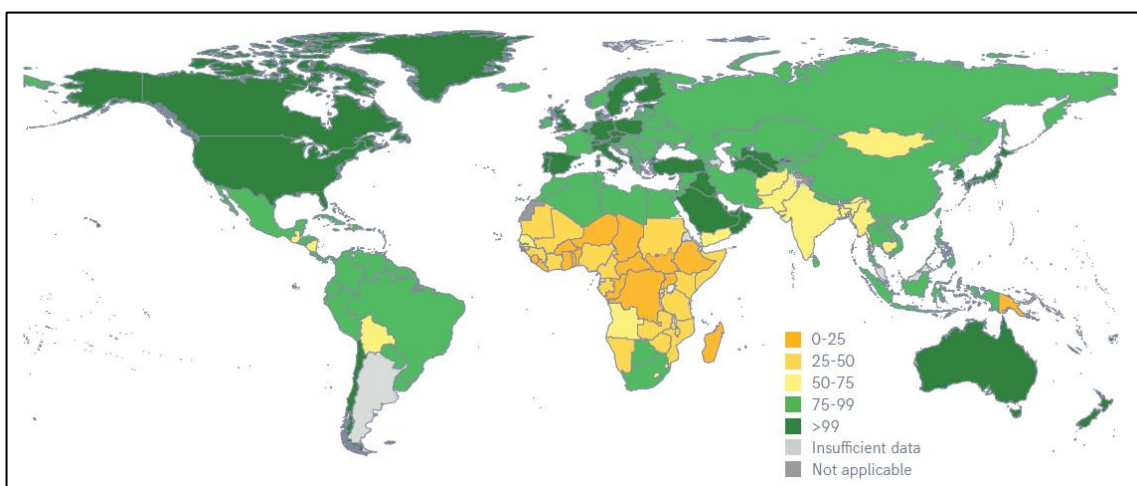 0-25
25-50
50-75
75-99
>99
Insufficient data
Not applicable